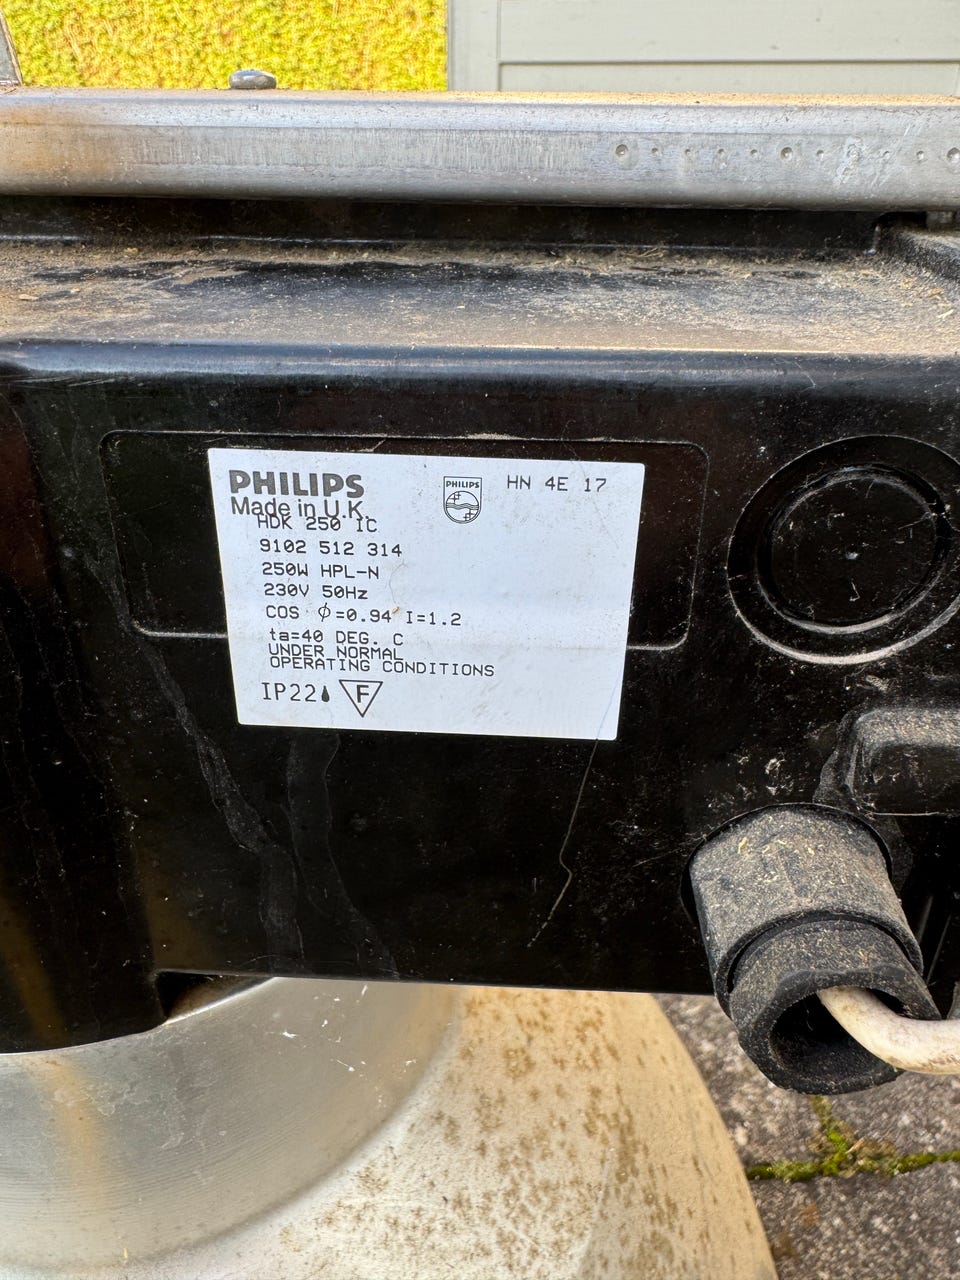 PHILIPS
PHILIPS
HN 4E 17
Made in U.K.
HDK 250 IC
9102 512 314
250W HPL-N
230V 50Hz
COS φ=0.94 I=1.2
ta=40 DEG. C
UNDER NORMAL
OPERATING CONDITIONS
IP22 F